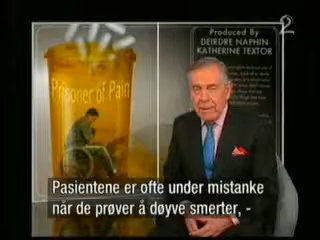 Produced By
DEIRDRE NAPHIN
KATHERINE TEXTOR
2
Prisoner of Pain
Pasientene er ofte under mistanke
når de prøver å døyve smerter, -